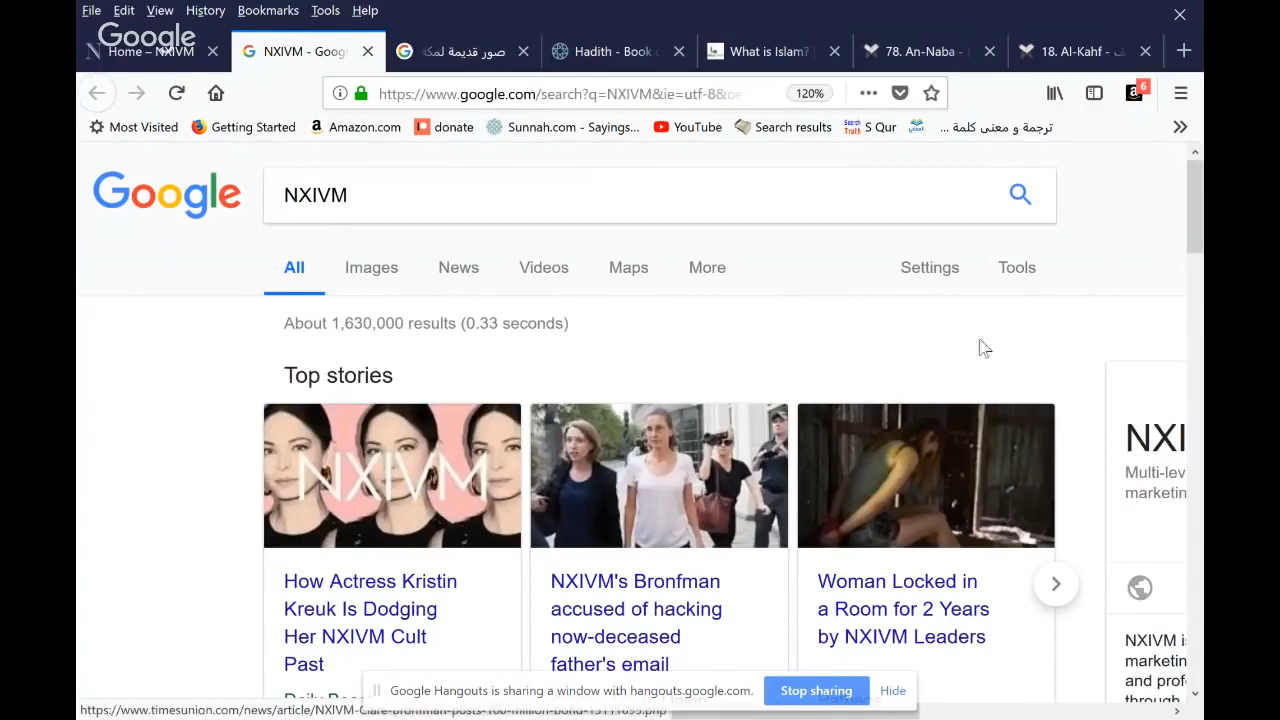 File Edit View History Bookmarks Tools Help
Google
Home – NXIVM
NXIVM - Goog
صور قديمة لمكة
Hadith - Book
What is Islam?
78. An-Naba -
18. Al-Kahf -
https://www.google.com/search?q=NXIVM&ie=utf-8&oe
120%
6
Most Visited
Getting Started
Amazon.com
donate
Sunnah.com - Sayings...
YouTube
Search results
Search Truth
S Qur
ترجمة و معنى كلمة ...
Google
NXIVM
All Images News Videos Maps More Settings Tools
About 1,630,000 results (0.33 seconds)
Top stories
NXIVM
How Actress Kristin
Kreuk Is Dodging
Her NXIVM Cult
Past
NXIVM's Bronfman
accused of hacking
now-deceased
father's email
Woman Locked in
a Room for 2 Years
by NXIVM Leaders
NXI
Multi-lev
marketin
NXIVM i
marketin
and prof
through
Google Hangouts is sharing a window with hangouts.google.com.
Stop sharing
Hide